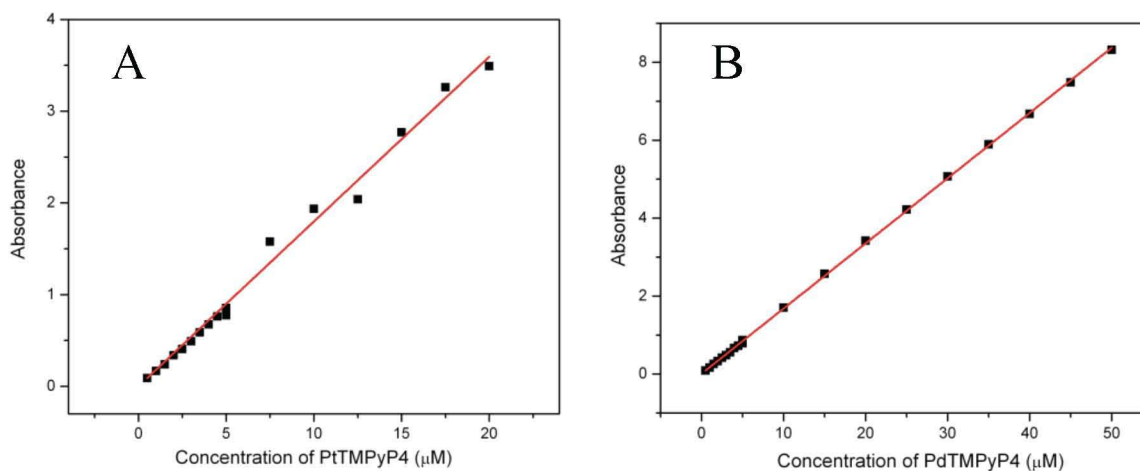 A
4
3
2
1
0
Absorbance
0 5 10 15 20
Concentration of PtTMPyP4 (μM)
B
8
6
4
2
0
Absorbance
0 10 20 30 40 50
Concentration of PdTMPyP4 (μM)